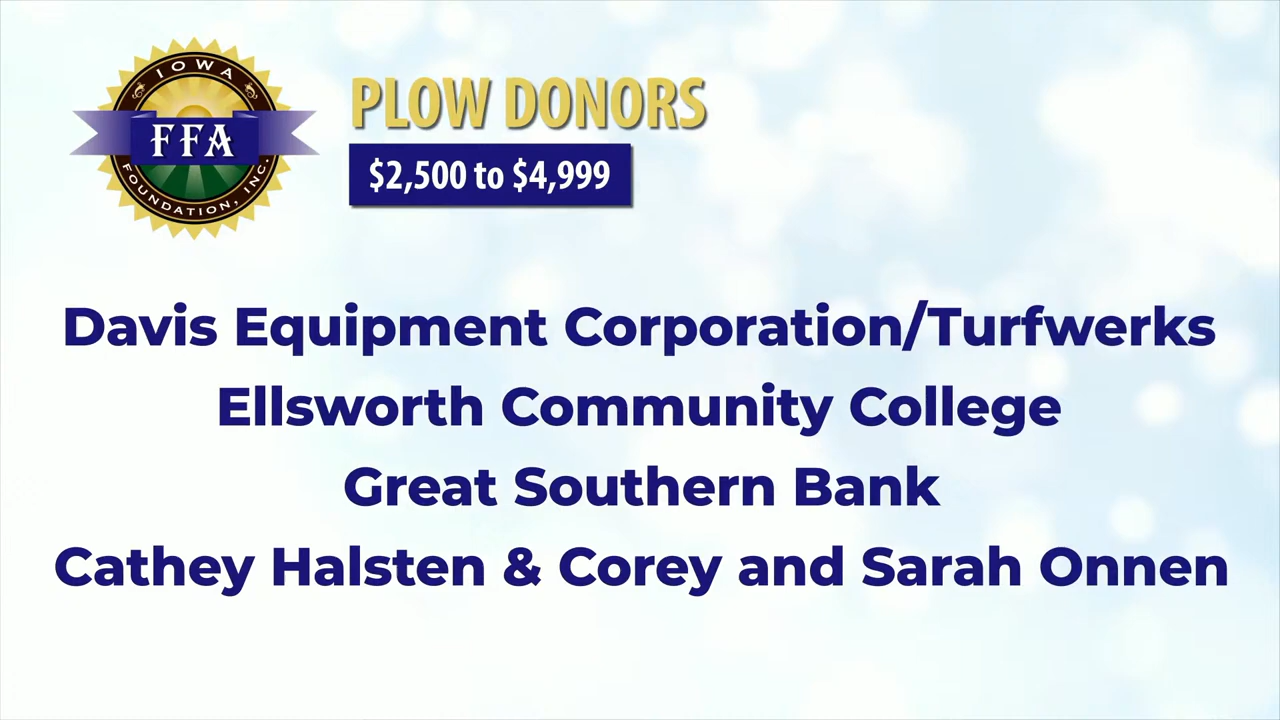 IOWA
FFA
FOUNDATION, INC.
PLOW DONORS
$2,500 to $4,999
Davis Equipment Corporation/Turfwerks
Ellsworth Community College
Great Southern Bank
Cathey Halsten & Corey and Sarah Onnen